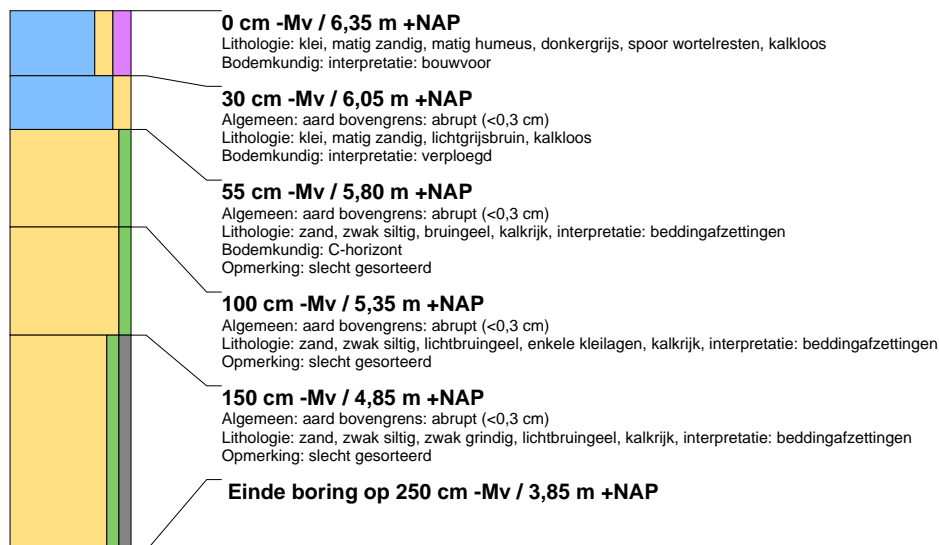 0 cm -Mv / 6,35 m +NAP
Lithologie: klei, matig zandig, matig humeus, donkergrijs, spoor wortelresten, kalkloos
Bodemkundig: interpretatie: bouwvoor
30 cm -Mv / 6,05 m +NAP
Algemeen: aard bovengrens: abrupt (<0,3 cm)
Lithologie: klei, matig zandig, lichtgrijsbruin, kalkloos
Bodemkundig: interpretatie: verploegd
55 cm -Mv / 5,80 m +NAP
Algemeen: aard bovengrens: abrupt (<0,3 cm)
Lithologie: zand, zwak siltig, bruingeel, kalkrijk, interpretatie: beddingafzettingen
Bodemkundig: C-horizont
Opmerking: slecht gesorteerd
100 cm -Mv / 5,35 m +NAP
Algemeen: aard bovengrens: abrupt (<0,3 cm)
Lithologie: zand, zwak siltig, lichtbruingeel, enkele kleilagen, kalkrijk, interpretatie: beddingafzettingen
Opmerking: slecht gesorteerd
150 cm -Mv / 4,85 m +NAP
Algemeen: aard bovengrens: abrupt (<0,3 cm)
Lithologie: zand, zwak siltig, zwak grindig, lichtbruingeel, kalkrijk, interpretatie: beddingafzettingen
Opmerking: slecht gesorteerd
Einde boring op 250 cm -Mv / 3,85 m +NAP